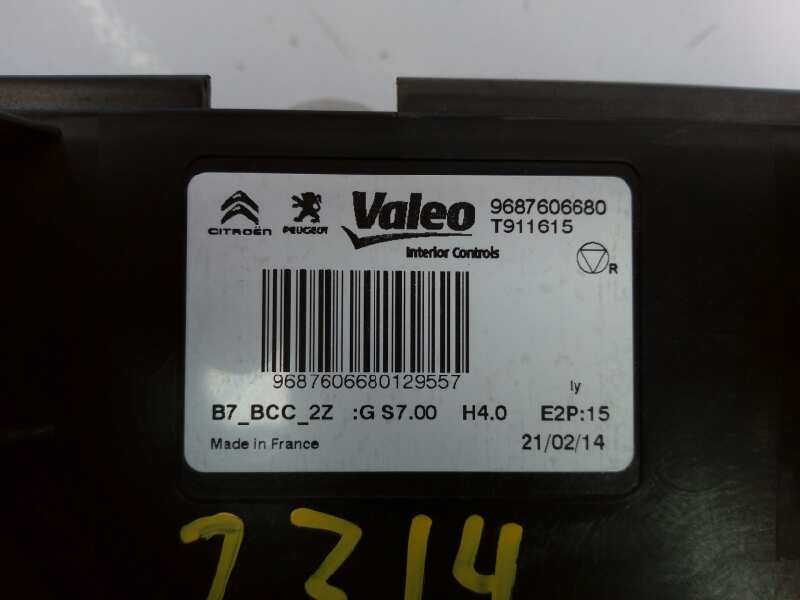 CITROËN PEUGEOT Valeo 9687606680
T911615
Interior Controls
R
9687606680129557
ly
B7_BCC_2Z :G S7.00 H4.0 E2P:15
Made in France 21/02/14
7314